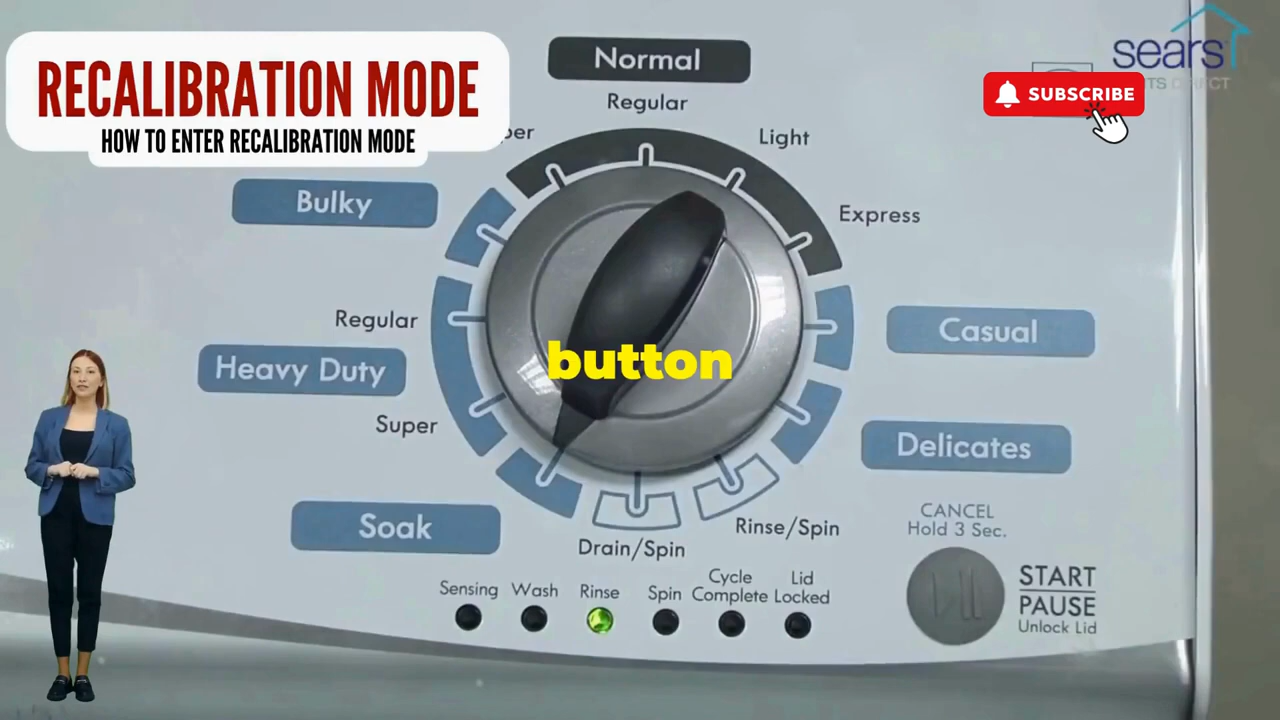 RECALIBRATION MODE
HOW TO ENTER RECALIBRATION MODE
sears
DIRECT
SUBSCRIBE
Normal
Regular
Light
Express
Bulky
Regular
Heavy Duty
Super
button
Casual
Delicates
Soak
Drain/Spin
Rinse/Spin
CANCEL
Hold 3 Sec.
Sensing
Wash
Rinse
Spin
Cycle
Complete
Lid
Locked
START
PAUSE
Unlock Lid